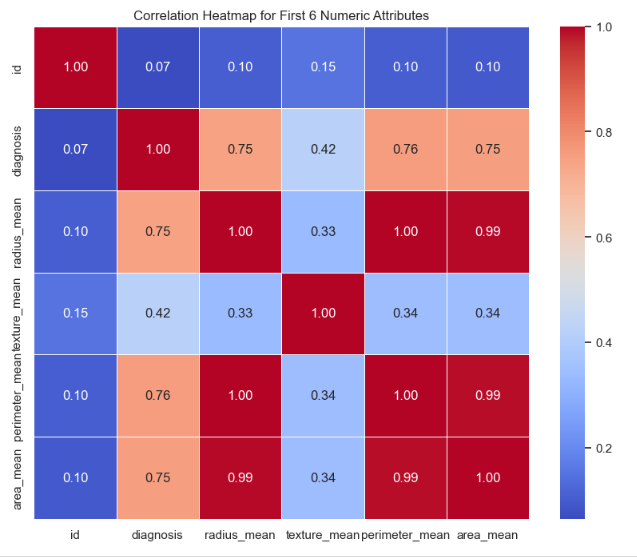 Correlation Heatmap for First 6 Numeric Attributes
id 1.00 0.07 0.10 0.15 0.10 0.10
diagnosis 0.07 1.00 0.75 0.42 0.76 0.75
radius_mean 0.10 0.75 1.00 0.33 1.00 0.99
texture_mean 0.15 0.42 0.33 1.00 0.34 0.34
perimeter_mean 0.10 0.76 1.00 0.34 1.00 0.99
area_mean 0.10 0.75 0.99 0.34 0.99 1.00
id diagnosis radius_mean texture_mean perimeter_mean area_mean
1.0
0.8
0.6
0.4
0.2